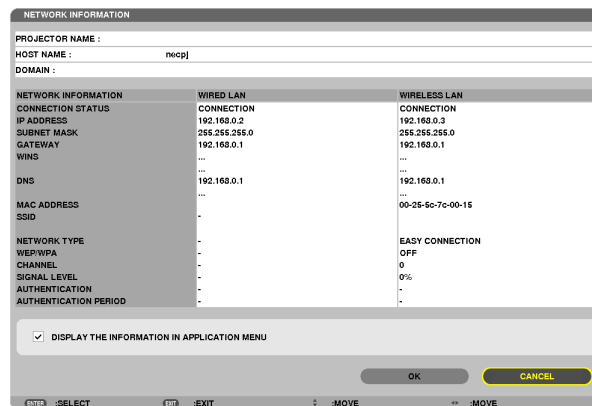 NETWORK INFORMATION
PROJECTOR NAME :
HOST NAME : necpj
DOMAIN :
NETWORK INFORMATION WIRED LAN WIRELESS LAN
CONNECTION STATUS CONNECTION CONNECTION
IP ADDRESS 192.168.0.2 192.168.0.3
SUBNET MASK 255.255.255.0 255.255.255.0
GATEWAY 192.168.0.1 192.168.0.1
WINS ... ...
... ...
DNS 192.168.0.1 192.168.0.1
... ...
MAC ADDRESS 00-25-5c-7c-00-15
SSID -
NETWORK TYPE - EASY CONNECTION
WEP/WPA - OFF
CHANNEL - 0
SIGNAL LEVEL - 0%
AUTHENTICATION - -
AUTHENTICATION PERIOD - -
DISPLAY THE INFORMATION IN APPLICATION MENU
OK CANCEL
ENTER :SELECT EXIT :EXIT :MOVE :MOVE